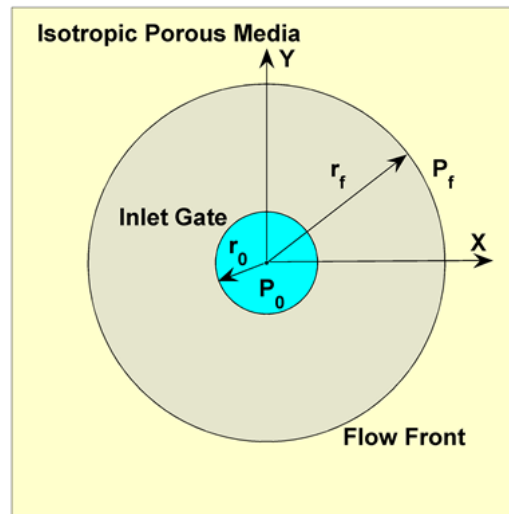 Isotropic Porous Media
Y
r_f
P_f
Inlet Gate
r_0
X
P_0
Flow Front